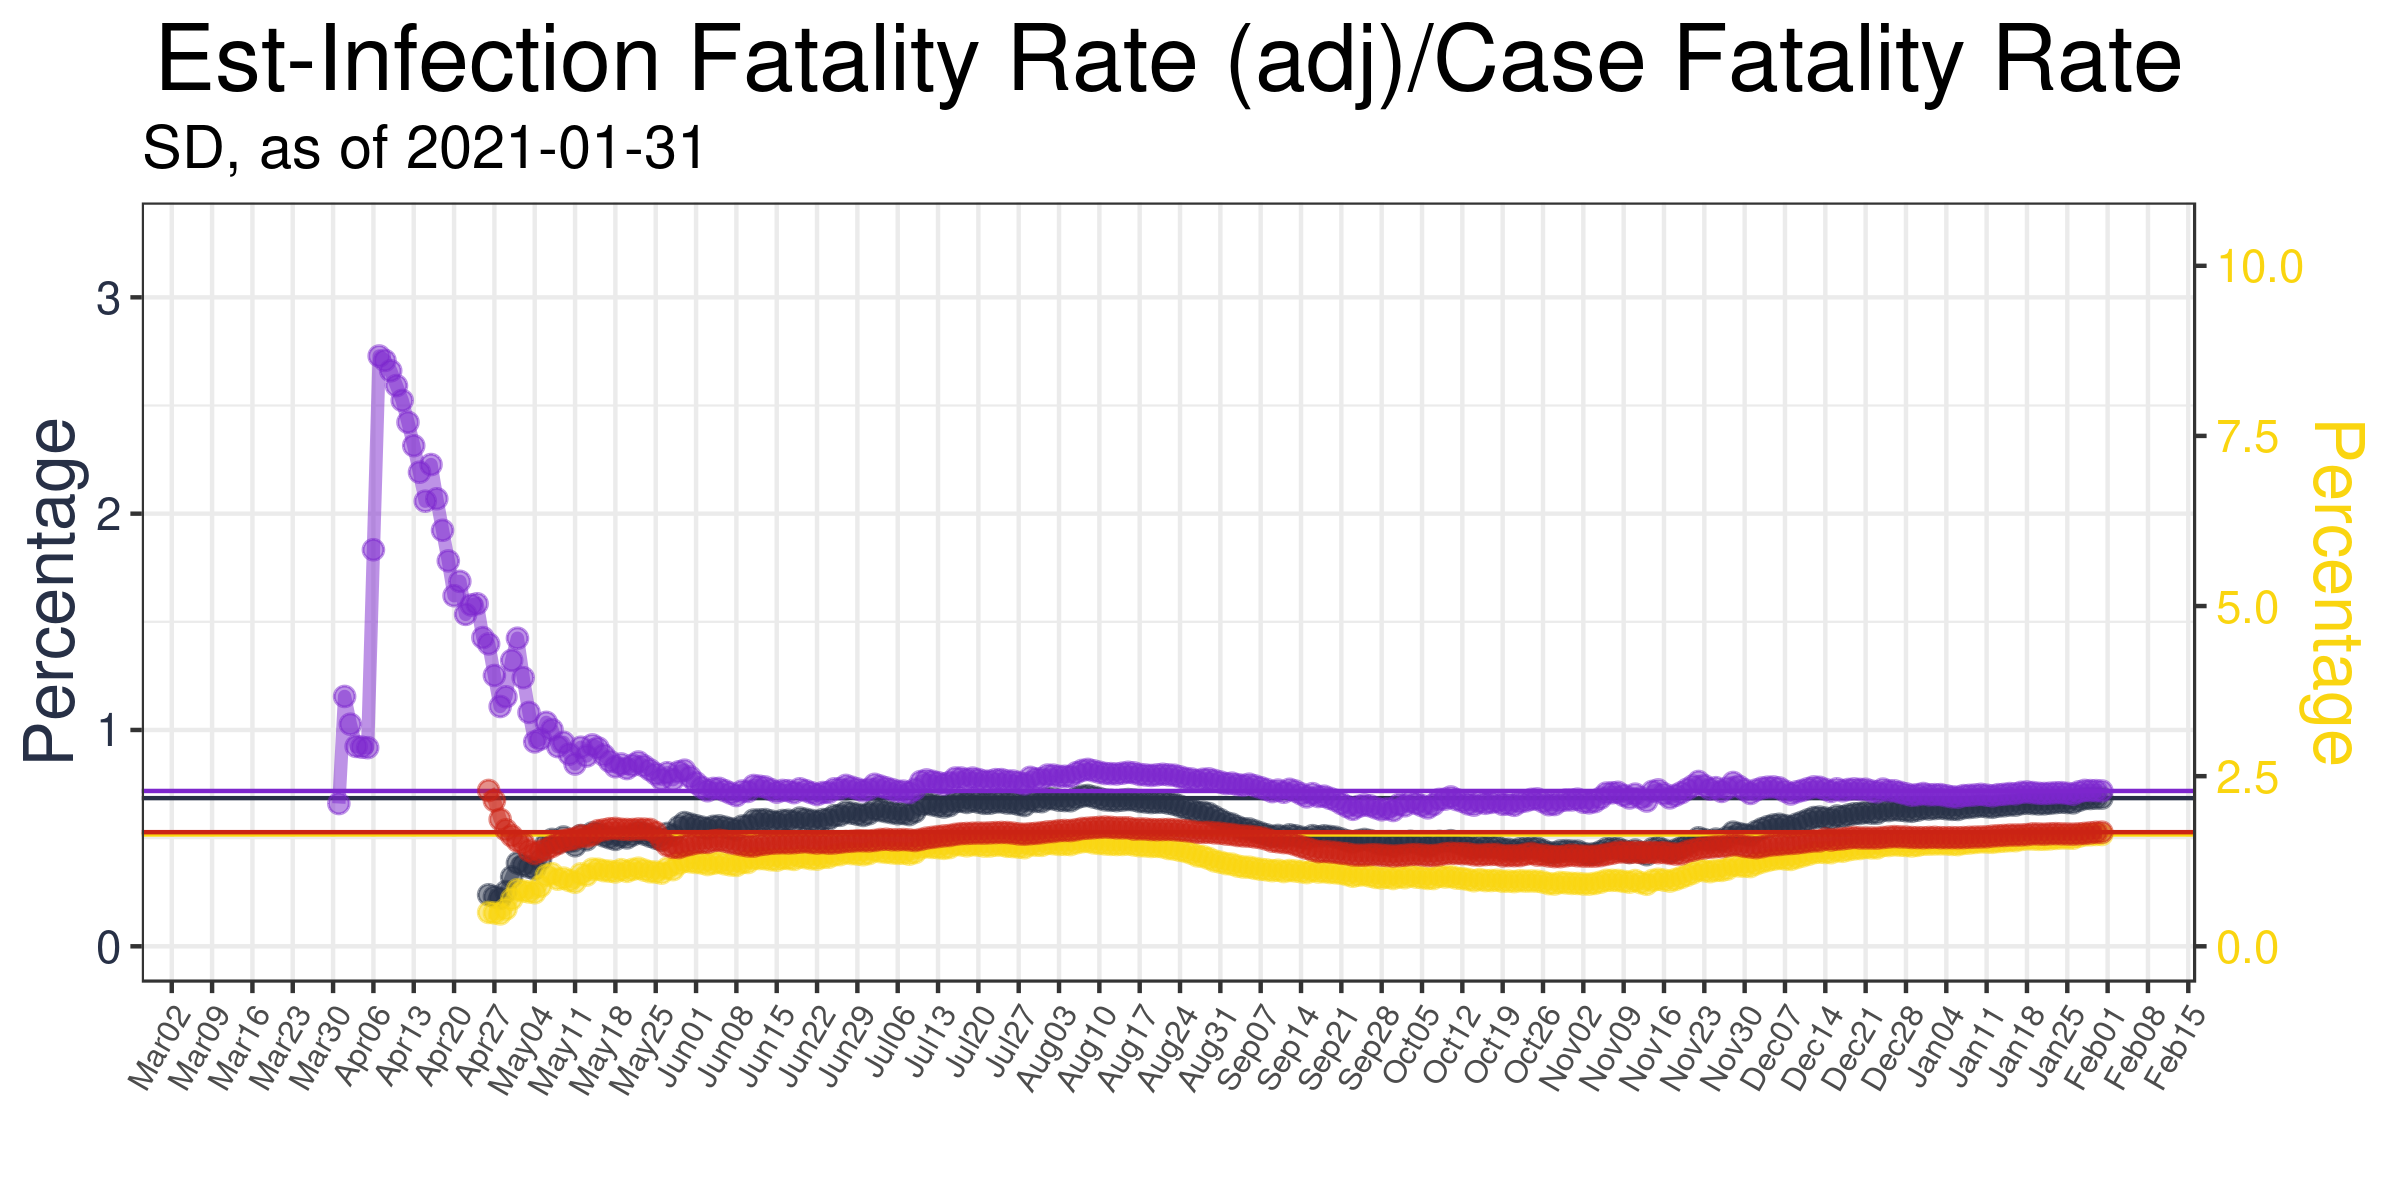 Est-Infection Fatality Rate (adj)/Case Fatality Rate
SD, as of 2021-01-31
Percentage
3
2
1
0
10.0
7.5
5.0
2.5
0.0
Percentage
Mar02
Mar09
Mar16
Mar23
Mar30
Apr06
Apr13
Apr20
Apr27
May04
May11
May18
May25
Jun01
Jun08
Jun15
Jun22
Jun29
Jul06
Jul13
Jul20
Jul27
Aug03
Aug10
Aug17
Aug24
Aug31
Sep07
Sep14
Sep21
Sep28
Oct05
Oct12
Oct19
Oct26
Nov02
Nov09
Nov16
Nov23
Nov30
Dec07
Dec14
Dec21
Dec28
Jan04
Jan11
Jan18
Jan25
Feb01
Feb08
Feb15